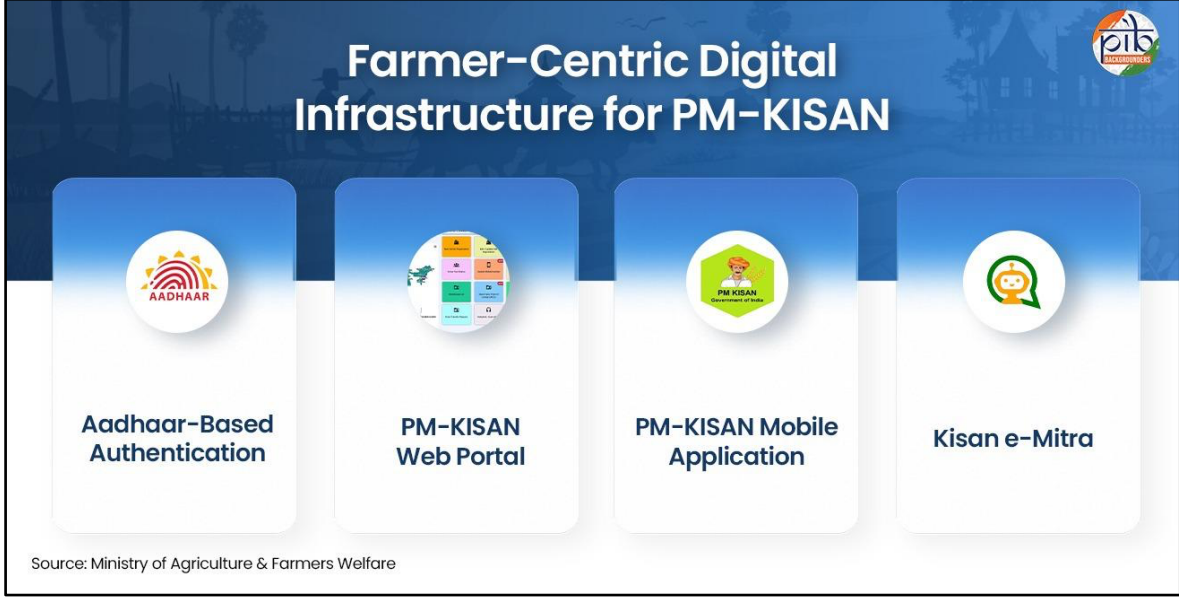 pib
BACKGROUNDERS
Farmer-Centric Digital
Infrastructure for PM-KISAN
AADHAAR
Aadhaar-Based
Authentication
PM-KISAN
Web Portal
PM KISAN
Government of India
PM-KISAN Mobile
Application
Kisan e-Mitra
Source: Ministry of Agriculture & Farmers Welfare